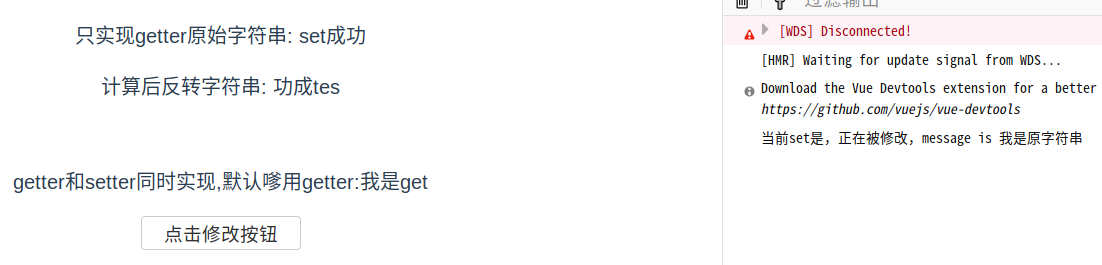 过滤输出
只实现getter原始字符串: set成功
计算后反转字符串: 功成tes
getter和setter同时实现,默认嗲用getter:我是get
点击修改按钮
[WDS] Disconnected!
[HMR] Waiting for update signal from WDS...
Download the Vue Devtools extension for a better
https://github.com/vuejs/vue-devtools
当前set是，正在被修改，message is 我是原字符串